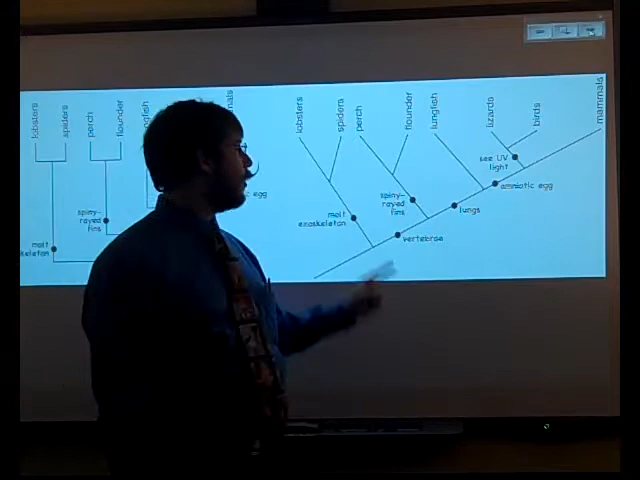 lobsters
spiders
perch
flounder
spiny-
rayed
fins
molt
lobsters
spiders
perch
flounder
lungfish
lizards
birds
mammals
see UV
light
amniotic egg
spiny-
rayed
fins
lungs
molt
exoskeleton
vertebrae
egg